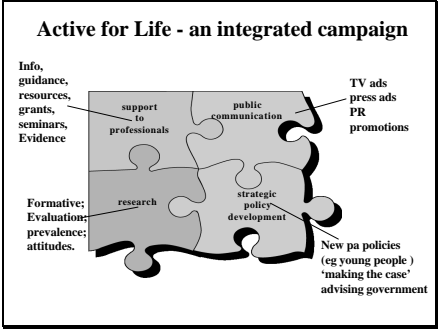 Active for Life - an integrated campaign
Info,
guidance,
resources,
grants,
seminars,
Evidence
support
to
professionals
public
communication
TV ads
press ads
PR
promotions
Formative;
Evaluation;
prevalence;
attitudes.
research
strategic
policy
development
New pa policies
(eg young people )
‘making the case’
advising government